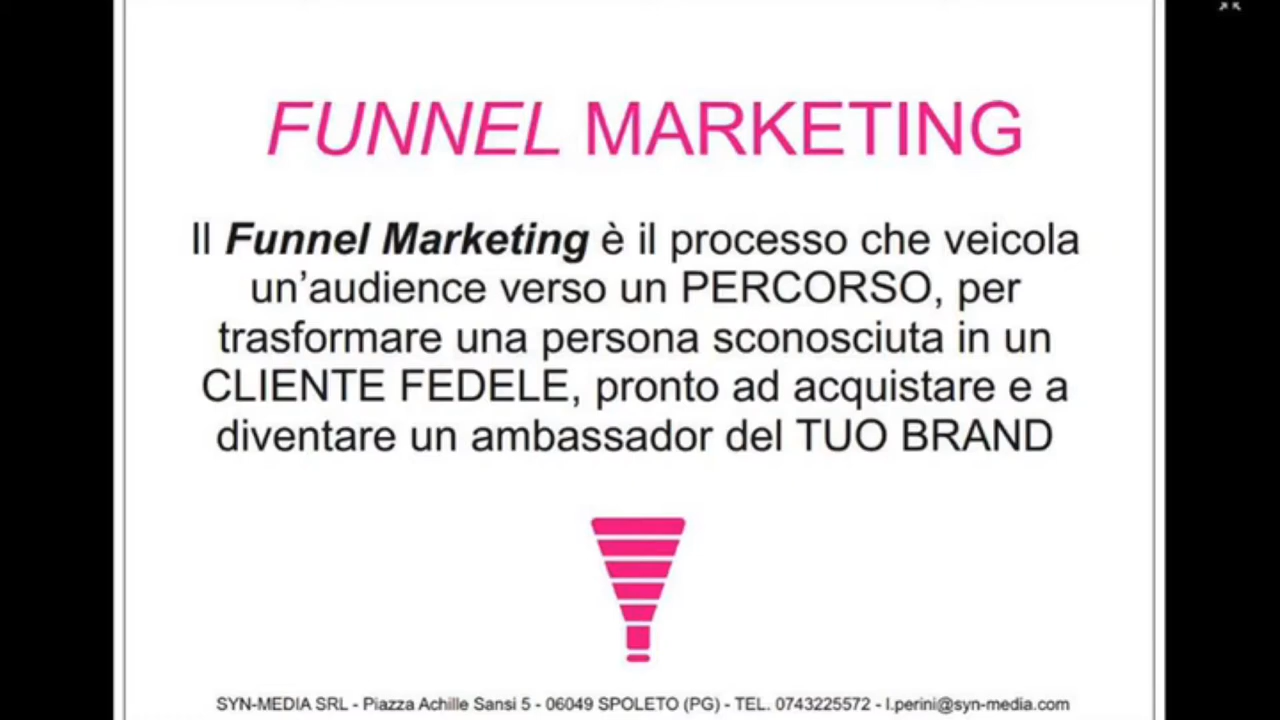 FUNNEL MARKETING
Il Funnel Marketing è il processo che veicola
un’audience verso un PERCORSO, per
trasformare una persona sconosciuta in un
CLIENTE FEDELE, pronto ad acquistare e a
diventare un ambassador del TUO BRAND
SYN-MEDIA SRL - Piazza Achille Sansi 5 - 06049 SPOLETO (PG) - TEL. 0743225572 - l.perini@syn-media.com